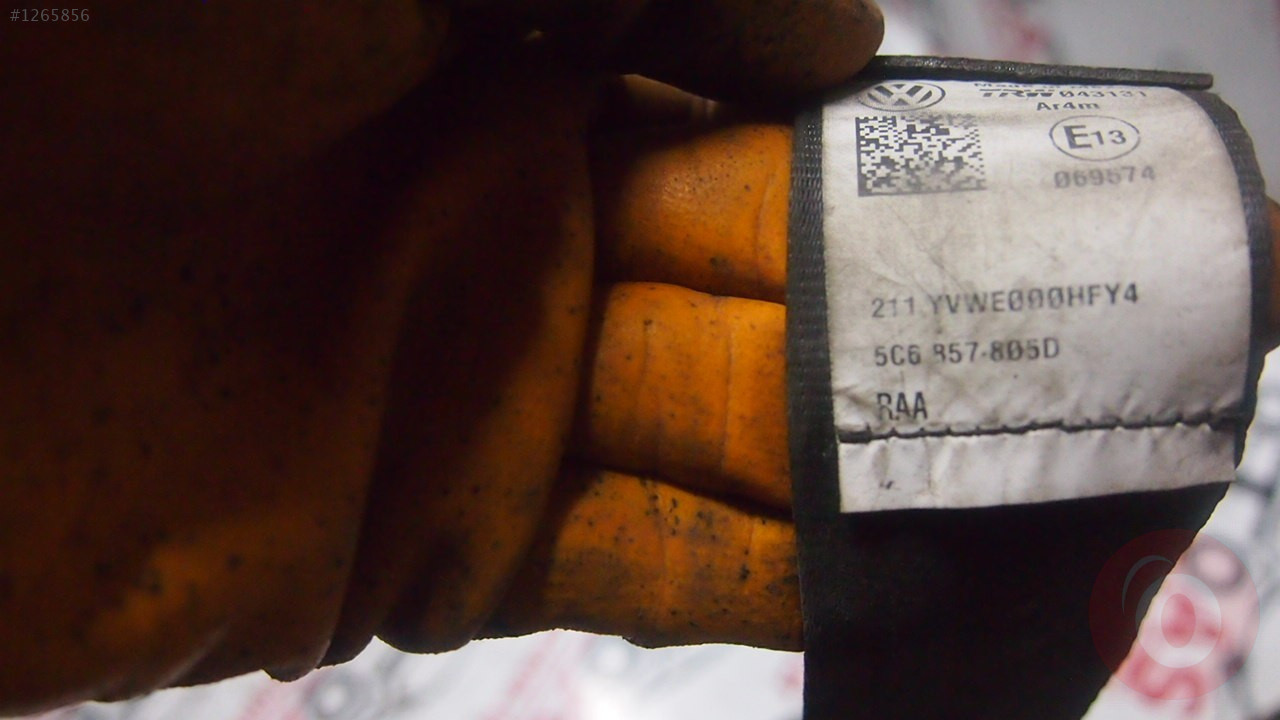 #1265856
TRW 043131
Ar4m
E13
069574
211 YVWE000HFY4
5C6 857-805D
RAA